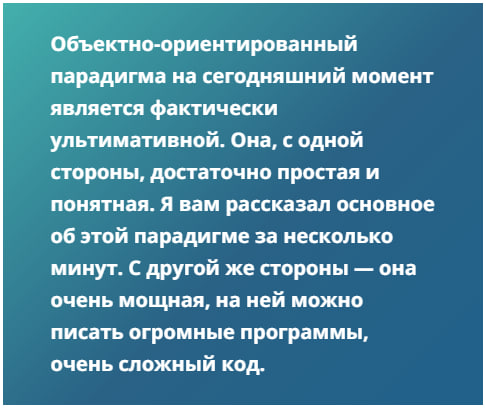 Объектно-ориентированный
парадигма на сегодняшний момент
является фактически
ультимативной. Она, с одной
стороны, достаточно простая и
понятная. Я вам рассказал основное
об этой парадигме за несколько
минут. С другой же стороны — она
очень мощная, на ней можно
писать огромные программы,
очень сложный код.